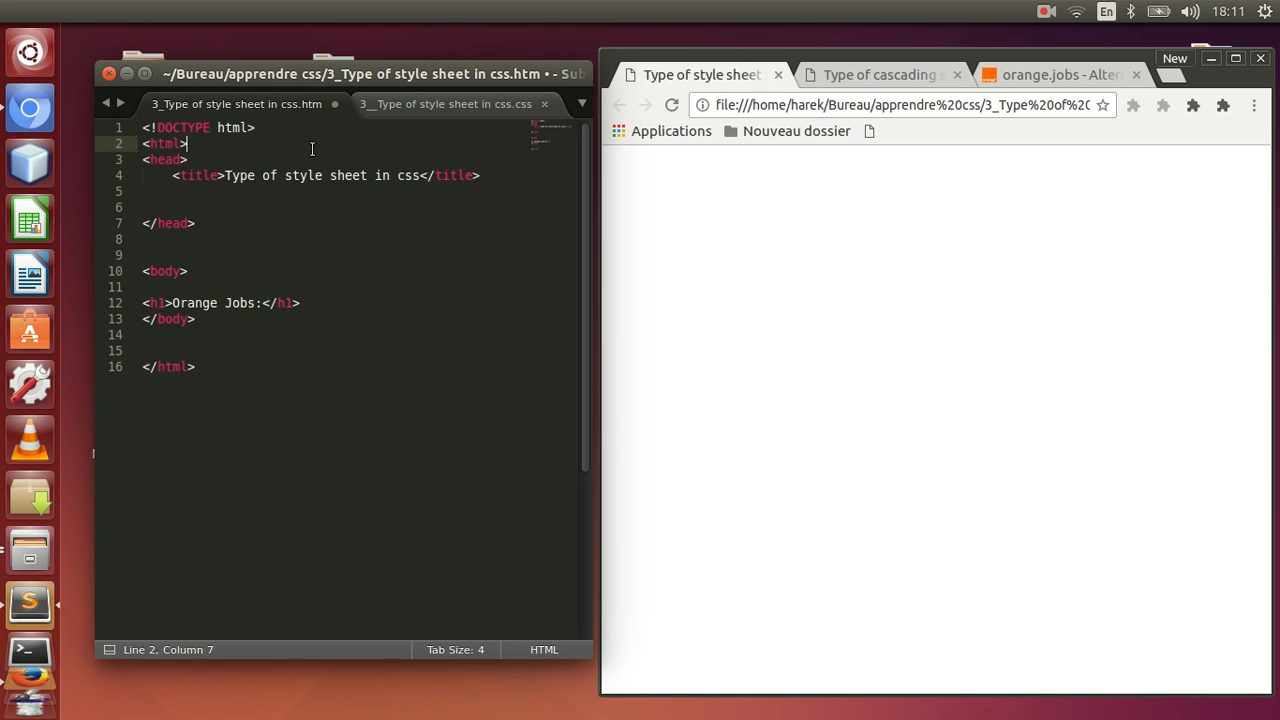 En
18:11
~/Bureau/apprendre css/3_Type of style sheet in css.htm • - Sub
3_Type of style sheet in css.htm
3__Type of style sheet in css.css
1 <!DOCTYPE html>
2 <html>
3 <head>
4 <title>Type of style sheet in css</title>
5
6
7 </head>
8
9
10 <body>
11
12 <h1>Orange Jobs:</h1>
13 </body>
14
15
16 </html>
Line 2, Column 7
Tab Size: 4
HTML
New
Type of style sheet
Type of cascading s
orange.jobs - Alter
file:///home/harek/Bureau/apprendre%20css/3_Type%20of%20
Applications
Nouveau dossier